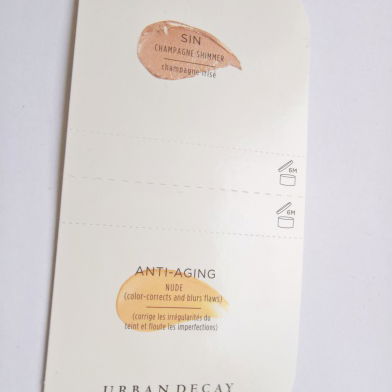 SIN
CHAMPAGNE SHIMMER
champagne irisé
6M
6M
ANTI-AGING
NUDE
(color-corrects and blurs flaws)
(corrige les irrégularités du
teint et floute les imperfections)
URBAN DECAY